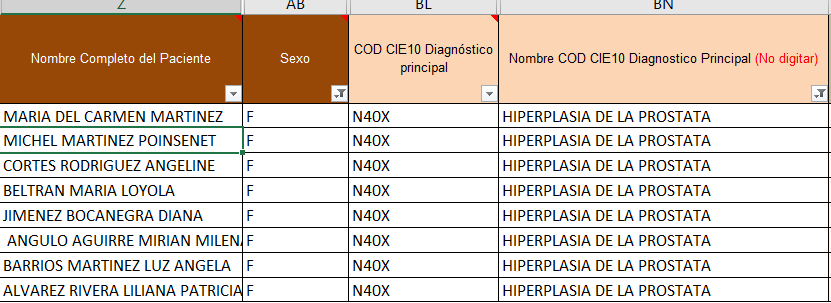 Z AB BL BN
Nombre Completo del Paciente Sexo COD CIE10 Diagnóstico principal Nombre COD CIE10 Diagnostico Principal (No digitar)
MARIA DEL CARMEN MARTINEZ F N40X HIPERPLASIA DE LA PROSTATA
MICHEL MARTINEZ POINSENET F N40X HIPERPLASIA DE LA PROSTATA
CORTES RODRIGUEZ ANGELINE F N40X HIPERPLASIA DE LA PROSTATA
BELTRAN MARIA LOYOLA F N40X HIPERPLASIA DE LA PROSTATA
JIMENEZ BOCANEGRA DIANA F N40X HIPERPLASIA DE LA PROSTATA
ANGULO AGUIRRE MIRIAN MILENA F N40X HIPERPLASIA DE LA PROSTATA
BARRIOS MARTINEZ LUZ ANGELA F N40X HIPERPLASIA DE LA PROSTATA
ALVAREZ RIVERA LILIANA PATRICIA F N40X HIPERPLASIA DE LA PROSTATA